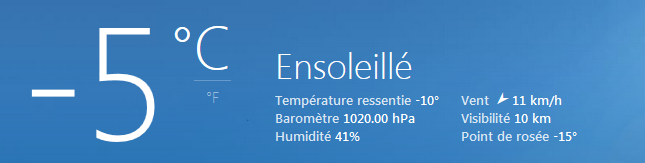 -5 °C
°F
Ensoleillé
Température ressentie -10°
Baromètre 1020.00 hPa
Humidité 41%
Vent 11 km/h
Visibilité 10 km
Point de rosée -15°